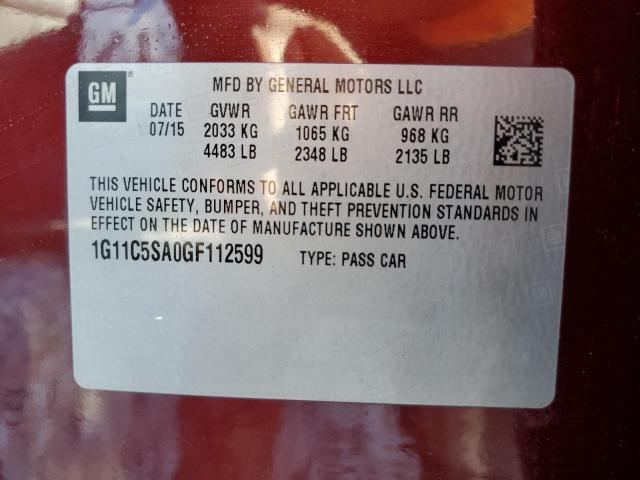 GM
MFD BY GENERAL MOTORS LLC
DATE GVWR GAWR FRT GAWR RR
07/15 2033 KG 1065 KG 968 KG
4483 LB 2348 LB 2135 LB
THIS VEHICLE CONFORMS TO ALL APPLICABLE U.S. FEDERAL MOTOR
VEHICLE SAFETY, BUMPER, AND THEFT PREVENTION STANDARDS IN
EFFECT ON THE DATE OF MANUFACTURE SHOWN ABOVE.
1G11C5SA0GF112599 TYPE: PASS CAR